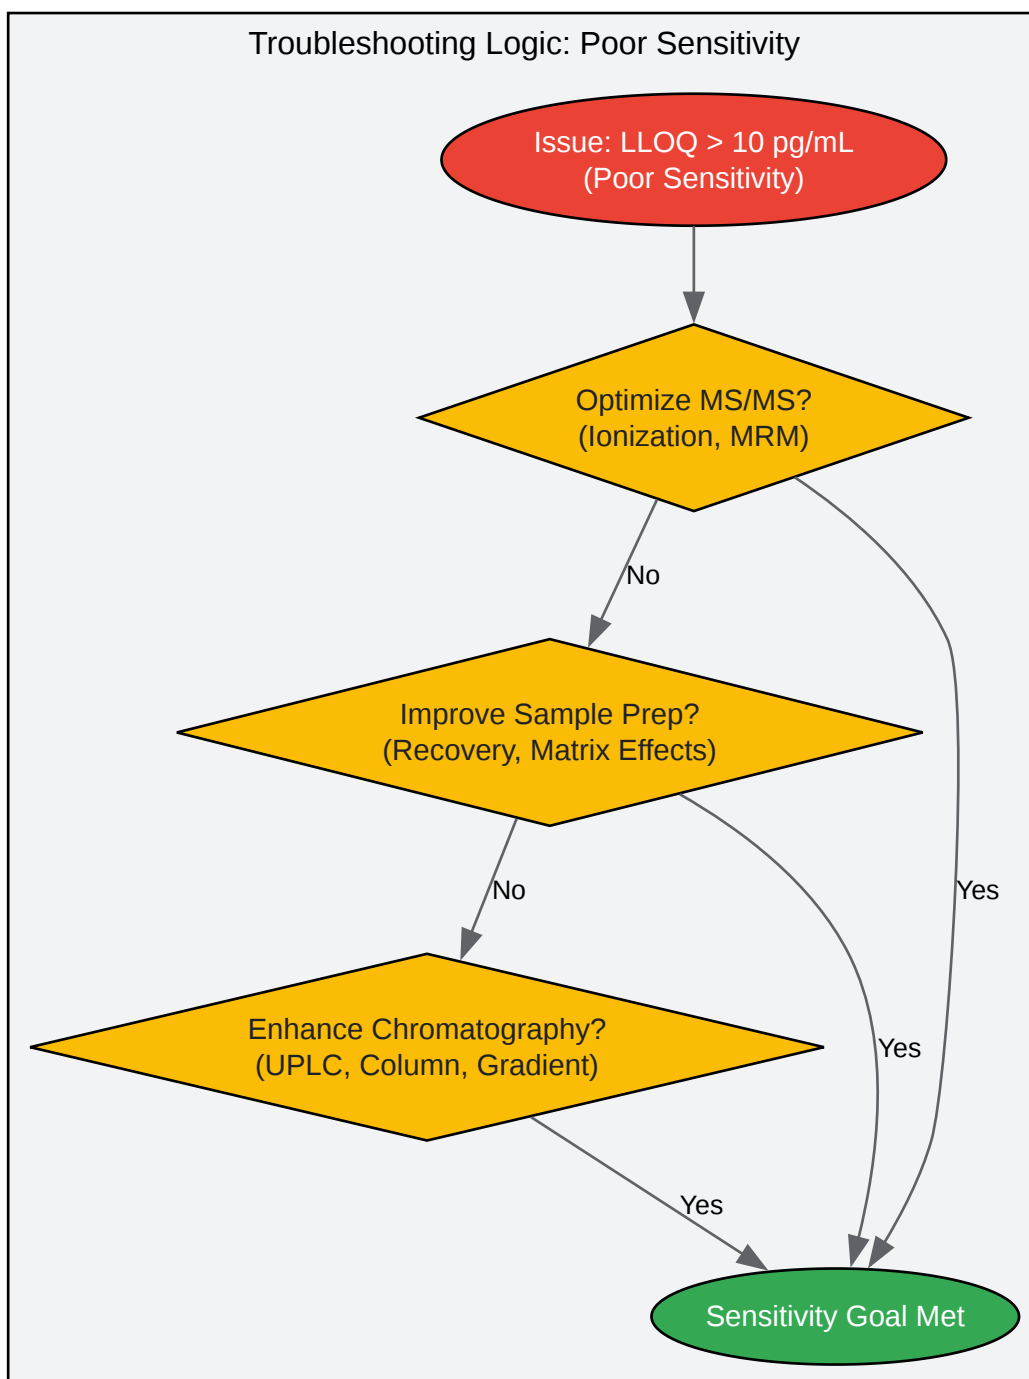 Troubleshooting Logic: Poor Sensitivity
Issue: LLOQ > 10 pg/mL
(Poor Sensitivity)
Optimize MS/MS?
(Ionization, MRM)
No
Improve Sample Prep?
(Recovery, Matrix Effects)
No
Yes
Enhance Chromatography?
(UPLC, Column, Gradient)
Yes
Yes
Sensitivity Goal Met